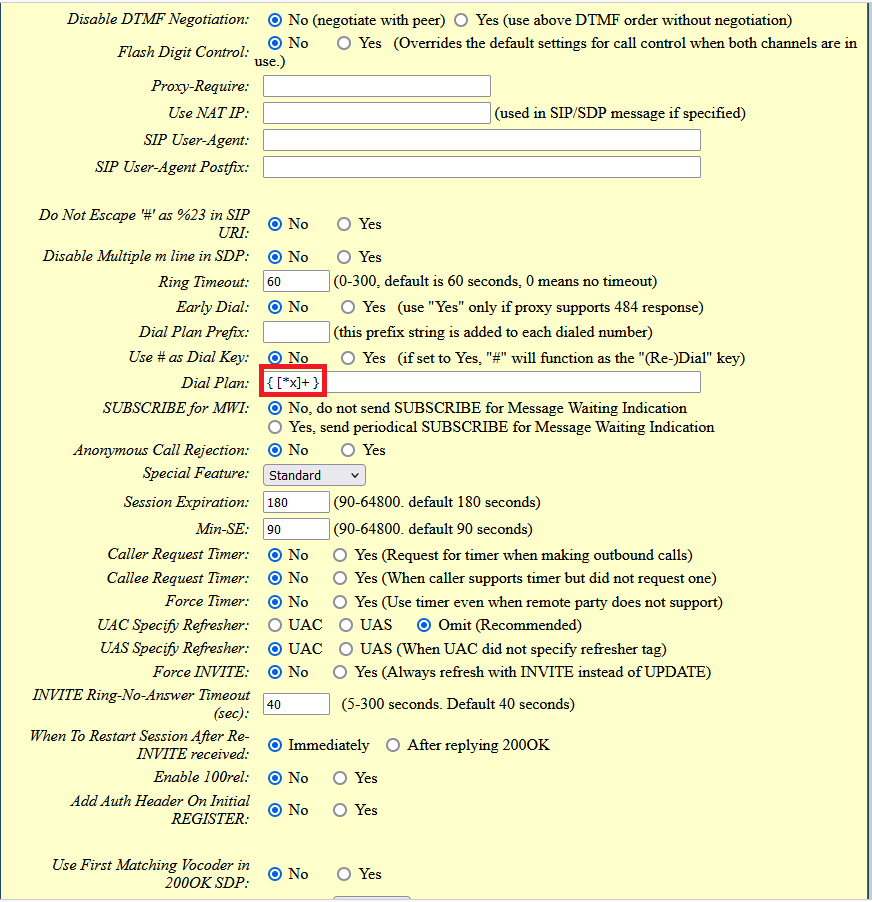 Disable DTMF Negotiation: No (negotiate with peer) Yes (use above DTMF order without negotiation)
Flash Digit Control: No Yes (Overrides the default settings for call control when both channels are in
use.)
Proxy-Require:
Use NAT IP: (used in SIP/SDP message if specified)
SIP User-Agent:
SIP User-Agent Postfix:
Do Not Escape '#' as %23 in SIP
URI: No Yes
Disable Multiple m line in SDP: No Yes
Ring Timeout: 60 (0-300, default is 60 seconds, 0 means no timeout)
Early Dial: No Yes (use "Yes" only if proxy supports 484 response)
Dial Plan Prefix: (this prefix string is added to each dialed number)
Use # as Dial Key: No Yes (if set to Yes, "#" will function as the "(Re-)Dial" key)
Dial Plan: { [*x]+ }
SUBSCRIBE for MWI: No, do not send SUBSCRIBE for Message Waiting Indication
Yes, send periodical SUBSCRIBE for Message Waiting Indication
Anonymous Call Rejection: No Yes
Special Feature: Standard
Session Expiration: 180 (90-64800. default 180 seconds)
Min-SE: 90 (90-64800. default 90 seconds)
Caller Request Timer: No Yes (Request for timer when making outbound calls)
Callee Request Timer: No Yes (When caller supports timer but did not request one)
Force Timer: No Yes (Use timer even when remote party does not support)
UAC Specify Refresher: UAC UAS Omit (Recommended)
UAS Specify Refresher: UAC UAS (When UAC did not specify refresher tag)
Force INVITE: No Yes (Always refresh with INVITE instead of UPDATE)
INVITE Ring-No-Answer Timeout
(sec): 40 (5-300 seconds. Default 40 seconds)
When To Restart Session After Re-
INVITE received: Immediately After replying 200OK
Enable 100rel: No Yes
Add Auth Header On Initial
REGISTER: No Yes
Use First Matching Vocoder in
200OK SDP: No Yes